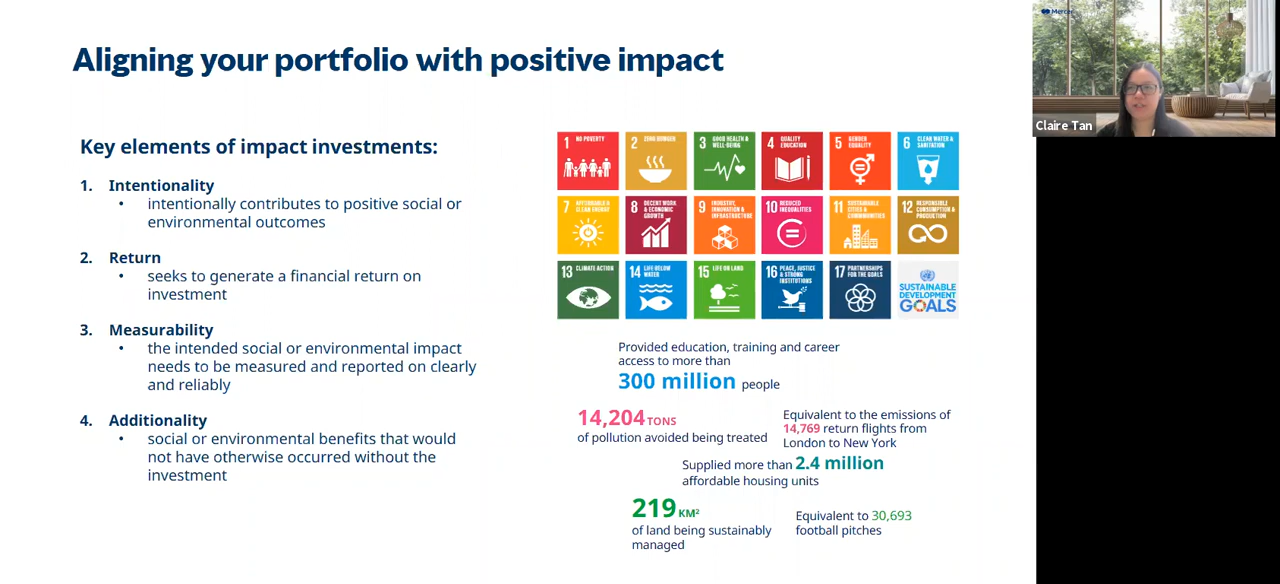 Aligning your portfolio with positive impact
Mercer
Claire Tan
Key elements of impact investments:
1. Intentionality
• intentionally contributes to positive social or
environmental outcomes
2. Return
• seeks to generate a financial return on
investment
3. Measurability
• the intended social or environmental impact
needs to be measured and reported on clearly
and reliably
4. Additionality
• social or environmental benefits that would
not have otherwise occurred without the
investment
1 NO POVERTY
2 ZERO HUNGER
3 GOOD HEALTH &
WELL-BEING
4 QUALITY
EDUCATION
5 GENDER
EQUALITY
6 CLEAN WATER &
SANITATION
7 AFFORDABLE &
CLEAN ENERGY
8 DECENT WORK
& ECONOMIC
GROWTH
9 INDUSTRY,
INNOVATION &
INFRASTRUCTURE
10 REDUCED
INEQUALITIES
11 SUSTAINABLE
CITIES &
COMMUNITIES
12 RESPONSIBLE
CONSUMPTION &
PRODUCTION
13 CLIMATE ACTION
14 LIFE BELOW
WATER
15 LIFE ON LAND
16 PEACE, JUSTICE
& STRONG
INSTITUTIONS
17 PARTNERSHIPS
FOR THE GOALS
SUSTAINABLE
DEVELOPMENT
GOALS
Provided education, training and career
access to more than
300 million people
14,204 TONS
of pollution avoided being treated
Equivalent to the emissions of
14,769 return flights from
London to New York
Supplied more than 2.4 million
affordable housing units
219 KM²
of land being sustainably
managed
Equivalent to 30,693
football pitches